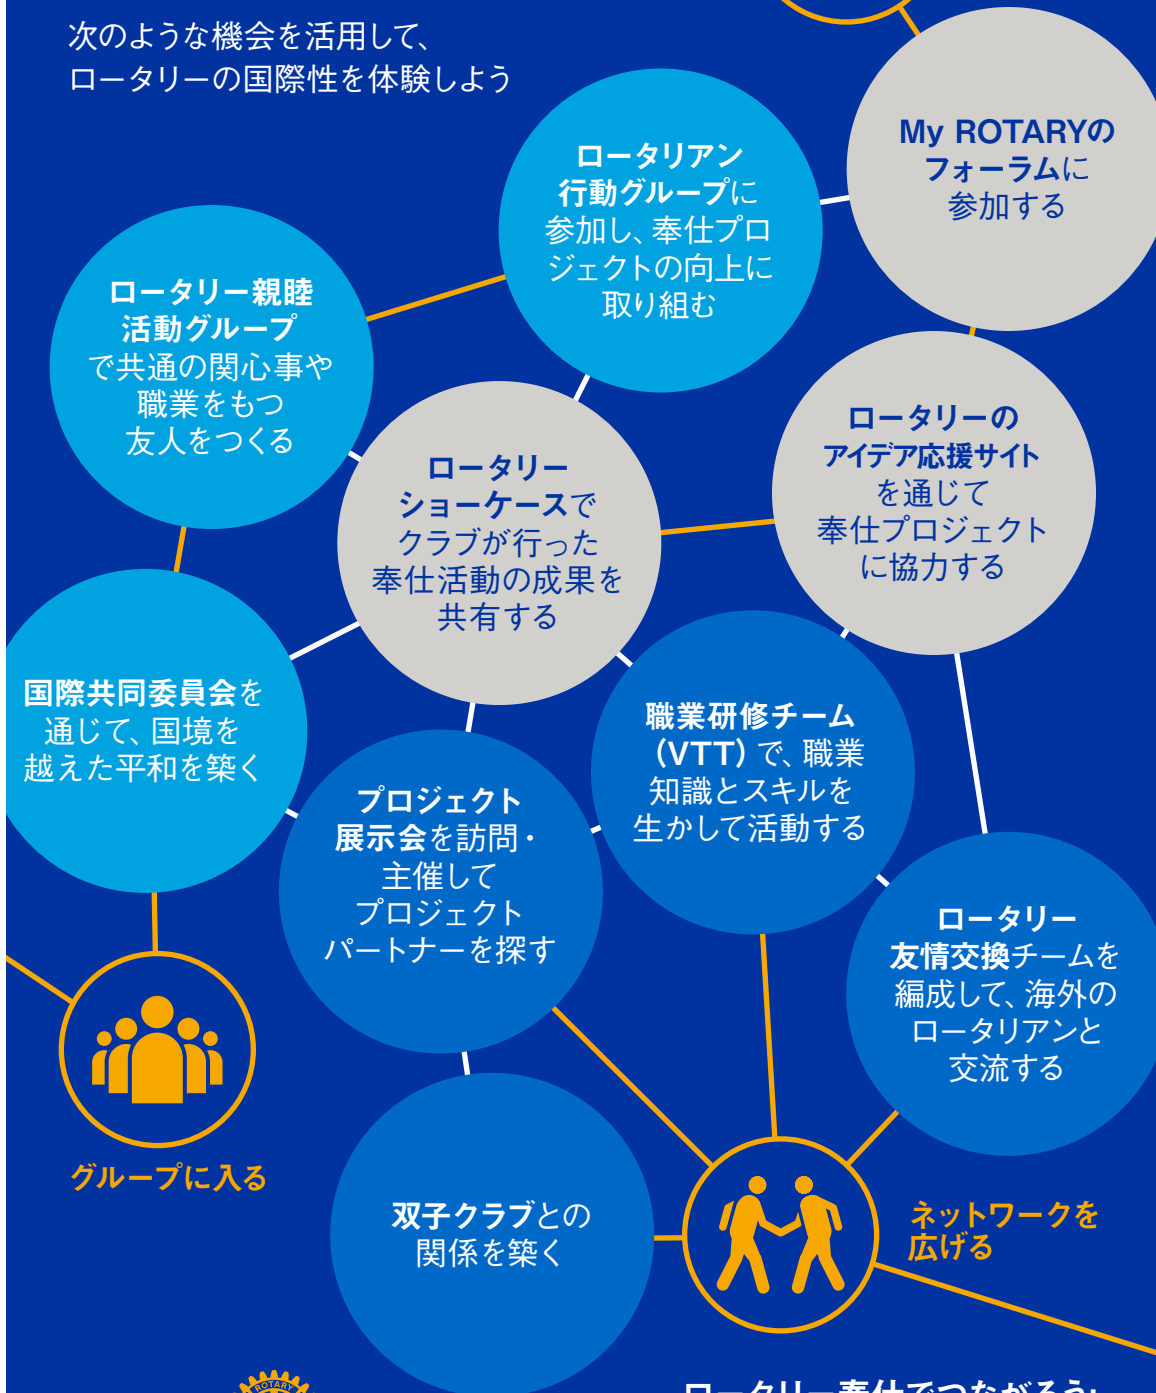 次のような機会を活用して、
ロータリーの国際性を体験しよう
My ROTARYの
フォーラムに
参加する
ロータリアン
行動グループに
参加し、奉仕プロ
ジェクトの向上に
取り組む
ロータリー親睦
活動グループ
で共通の関心事や
職業をもつ
友人をつくる
ロータリーの
アイデア応援サイト
を通じて
奉仕プロジェクト
に協力する
ロータリー
ショーケースで
クラブが行った
奉仕活動の成果を
共有する
国際共同委員会を
通じて、国境を
越えた平和を築く
職業研修チーム
（VTT）で、職業
知識とスキルを
生かして活動する
プロジェクト
展示会を訪問・
主催して
プロジェクト
パートナーを探す
ロータリー
友情交換チームを
編成して、海外の
ロータリアンと
交流する
グループに入る
双子クラブとの
関係を築く
ネットワークを
広げる
ROTARY
ロータリー奉仕でつながろう: